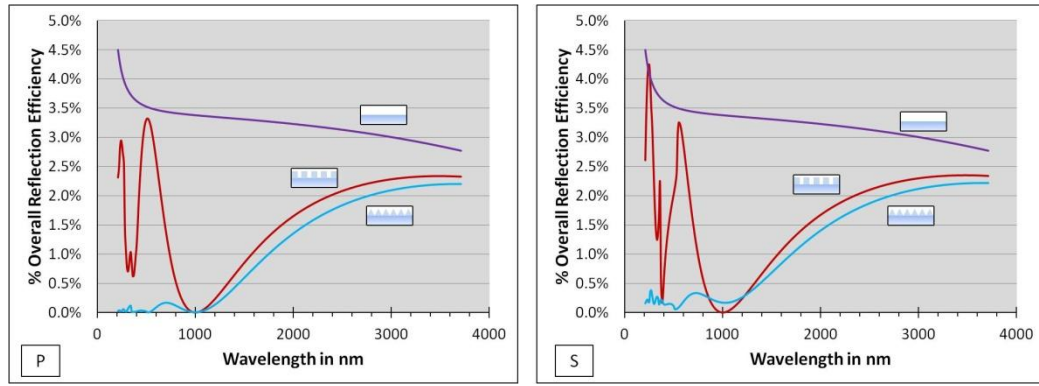 % Overall Reflection Efficiency
5.0%
4.5%
4.0%
3.5%
3.0%
2.5%
2.0%
1.5%
1.0%
0.5%
0.0%
0 1000 2000 3000 4000
Wavelength in nm
P
% Overall Reflection Efficiency
5.0%
4.5%
4.0%
3.5%
3.0%
2.5%
2.0%
1.5%
1.0%
0.5%
0.0%
0 1000 2000 3000 4000
Wavelength in nm
S